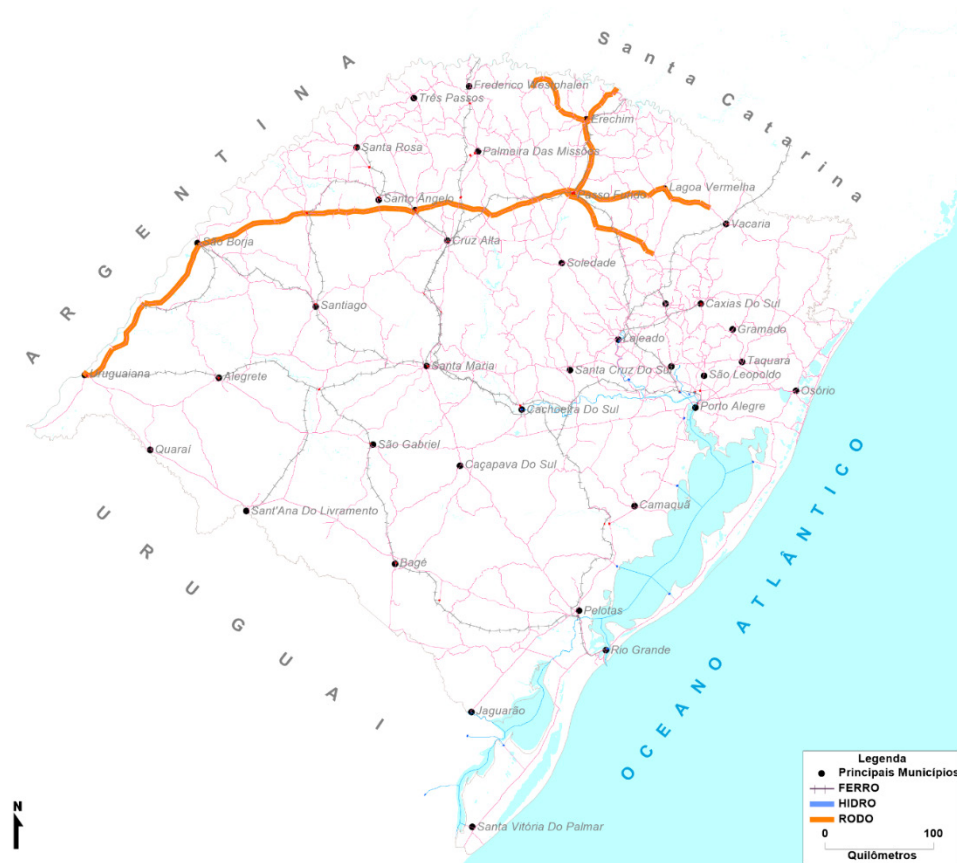 Santa Catarina
ARGENTINA
Frederico Westphalen
Três Passos
Erechim
Santa Rosa
Palmeira Das Missões
Lagoa Vermelha
Santo Ângelo
Passo Fundo
Vacaria
São Borja
Cruz Alta
Soledade
Santiago
Caxias Do Sul
Gramado
Lajeado
Taquara
Santa Maria
Santa Cruz Do Sul
São Leopoldo
Uruguaiana
Alegrete
Osório
Cachoeira Do Sul
Porto Alegre
Quaraí
São Gabriel
Caçapava Do Sul
Sant'Ana Do Livramento
Camaquã
URUGUAI
OCEANO ATLÂNTICO
Bagé
Pelotas
Rio Grande
Jaguarão
Santa Vitória Do Palmar
N
Legenda
Principais Municípios
FERRO
HIDRO
RODO
0 100
Quilômetros